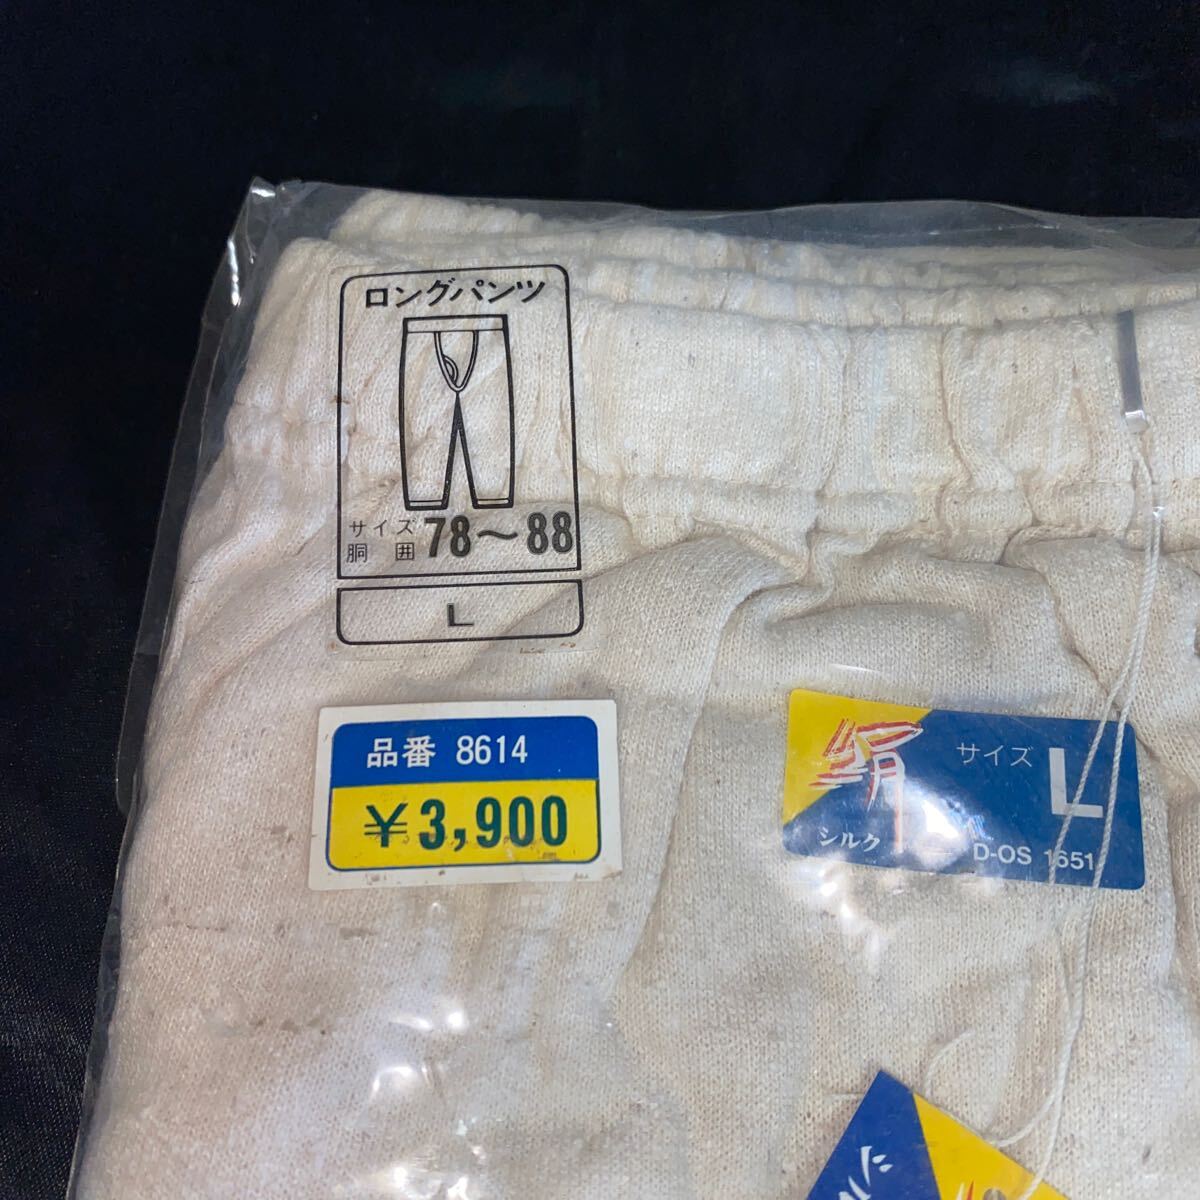 ロングパンツ
サイズ
胴囲 78～88
L
品番 8614
¥3,900
絹
シルク
サイズ L
D-OS 1651